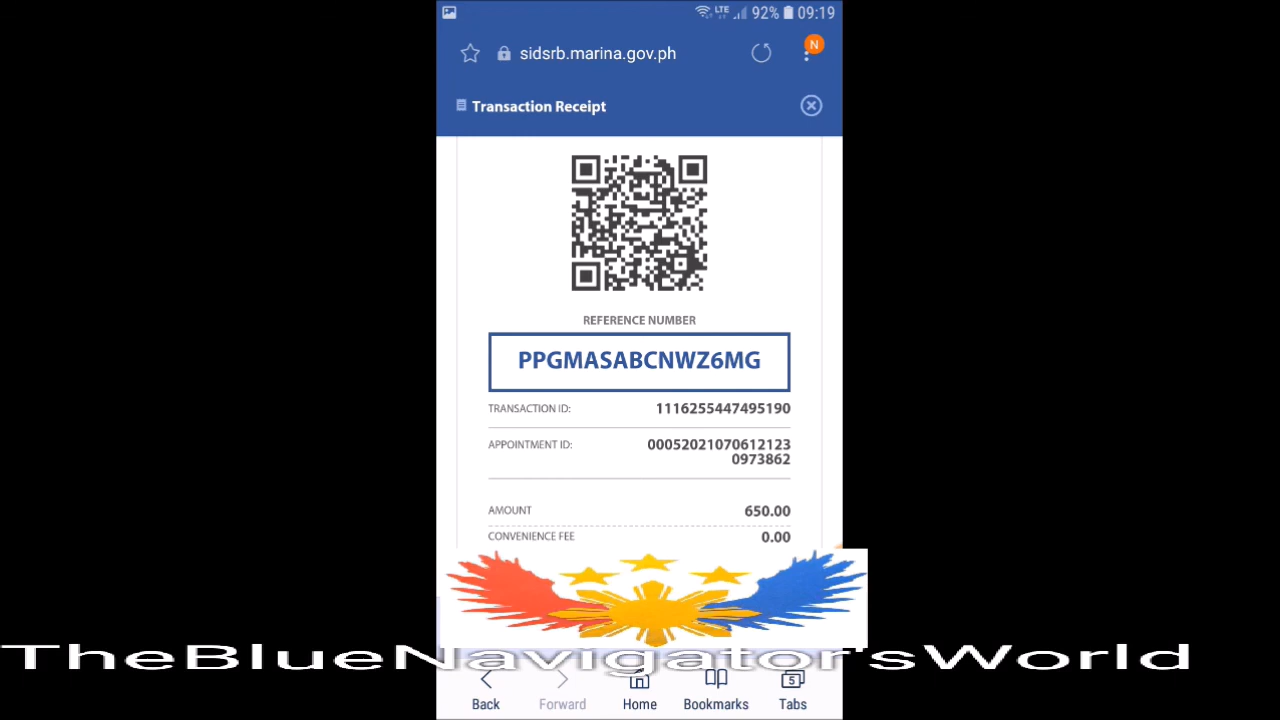 LTE 92% 09:19
sidsrb.marina.gov.ph
N
Transaction Receipt
REFERENCE NUMBER
PPGMASABCNWZ6MG
TRANSACTION ID: 1116255447495190
APPOINTMENT ID: 00052021070612123
0973862
AMOUNT 650.00
CONVENIENCE FEE 0.00
TheBlueNavigator'sWorld
5
Back Forward Home Bookmarks Tabs